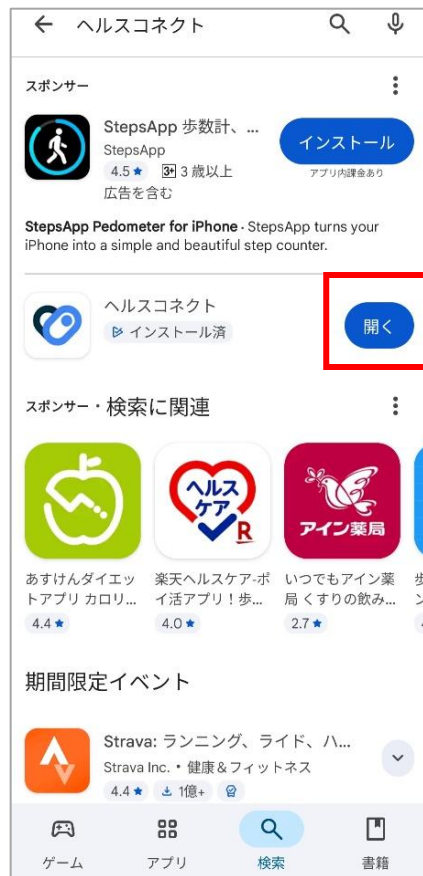 ヘルスコネクト
スポンサー
StepsApp 歩数計、...
StepsApp
4.5★ 3+ 3 歳以上
広告を含む
インストール
アプリ内課金あり
StepsApp Pedometer for iPhone · StepsApp turns your
iPhone into a simple and beautiful step counter.
ヘルスコネクト
インストール済
開く
スポンサー・検索に関連
ヘルス
ケア
R
アイン薬局
あすけんダイエッ
トアプリ カロリ...
4.4★
楽天ヘルスケア-ポ
イ活アプリ！歩...
4.0★
いつでもアイン薬
局 くすりの飲み...
2.7★
期間限定イベント
Strava: ランニング、ライド、ハ...
Strava Inc. • 健康＆フィットネス
4.4★ 1億+
ゲーム
アプリ
検索
書籍